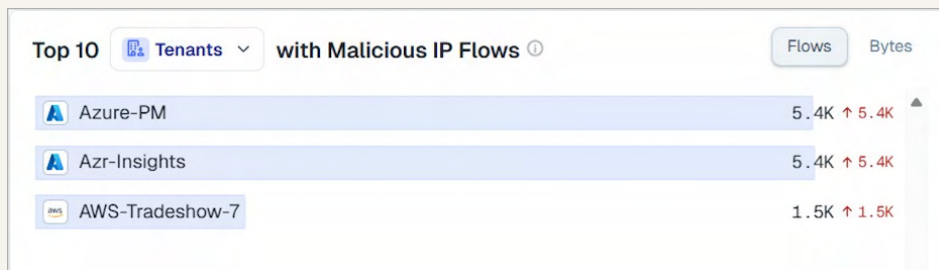 Top 10 Tenants with Malicious IP Flows Flows Bytes
Azure-PM 5.4K ↑ 5.4K
Azr-Insights 5.4K ↑ 5.4K
aws AWS-Tradeshow-7 1.5K ↑ 1.5K